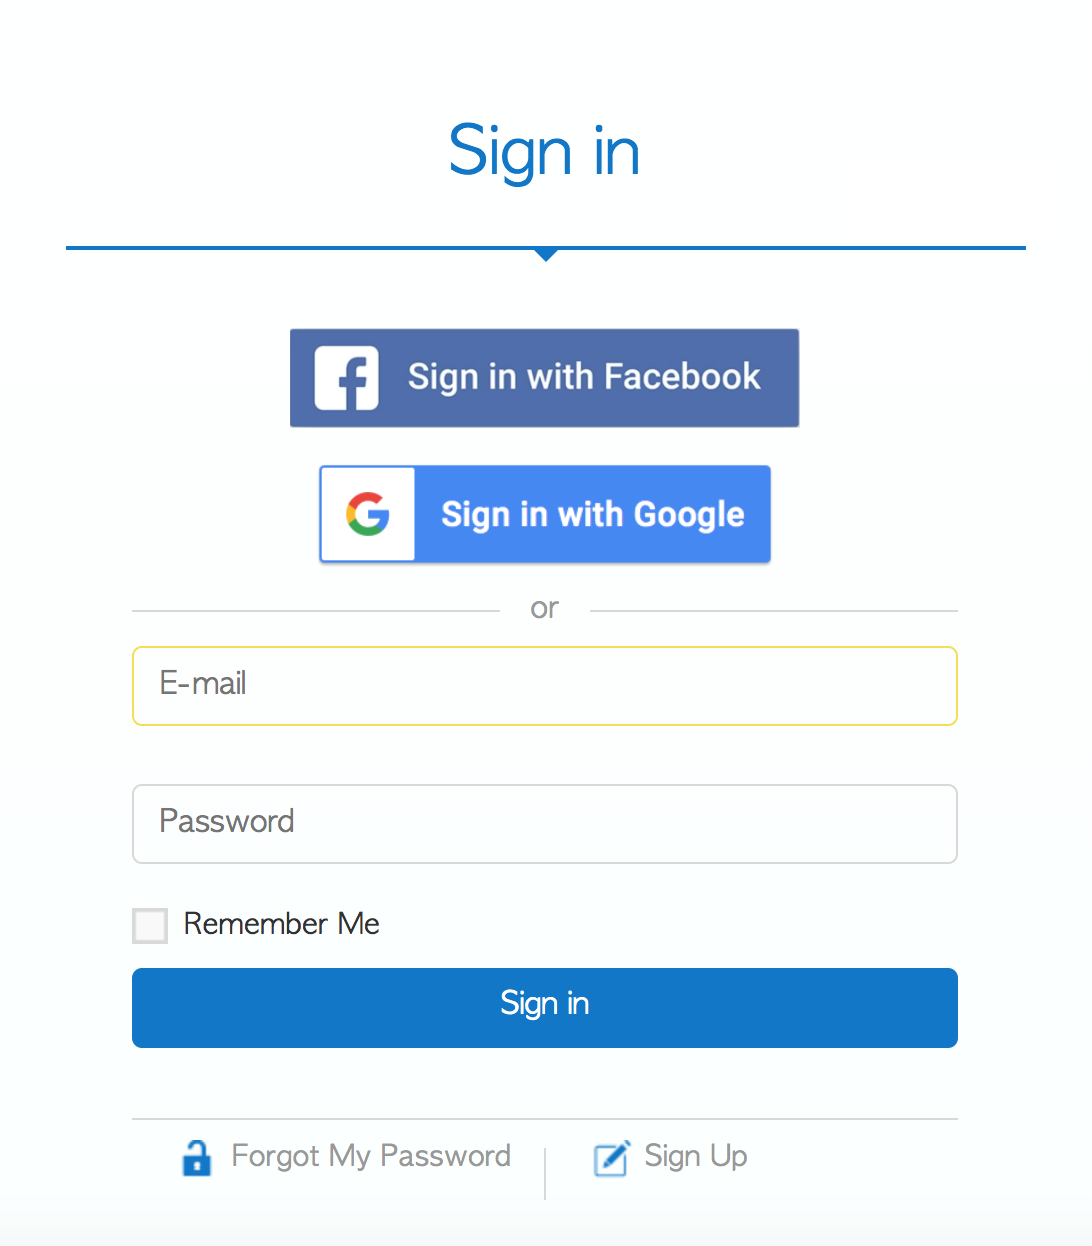 Sign in
Sign in with Facebook
Sign in with Google
or
E-mail
Password
Remember Me
Sign in
Forgot My Password
Sign Up